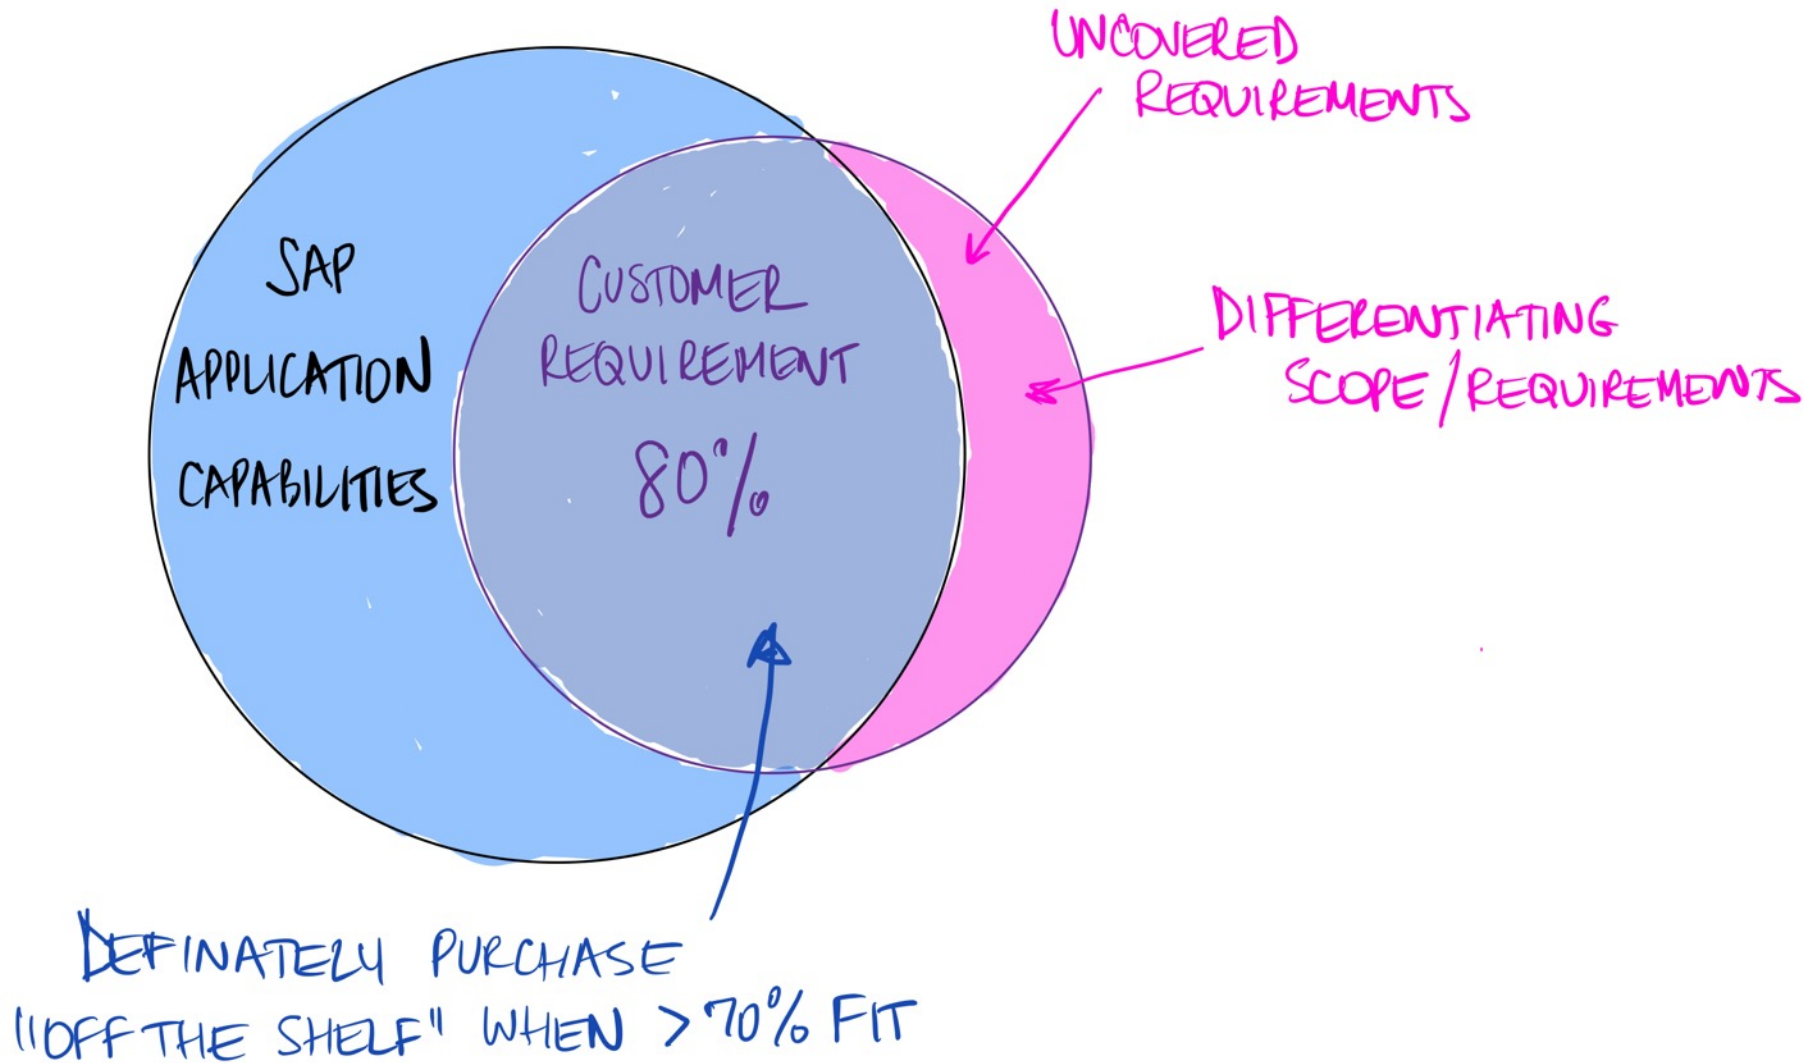 UNCOVERED
REQUIREMENTS
SAP
APPLICATION
CAPABILITIES
CUSTOMER
REQUIREMENT
80%
DIFFERENTIATING
SCOPE/REQUIREMENTS
DEFINATELY PURCHASE
"OFF THE SHELF" WHEN >70% FIT